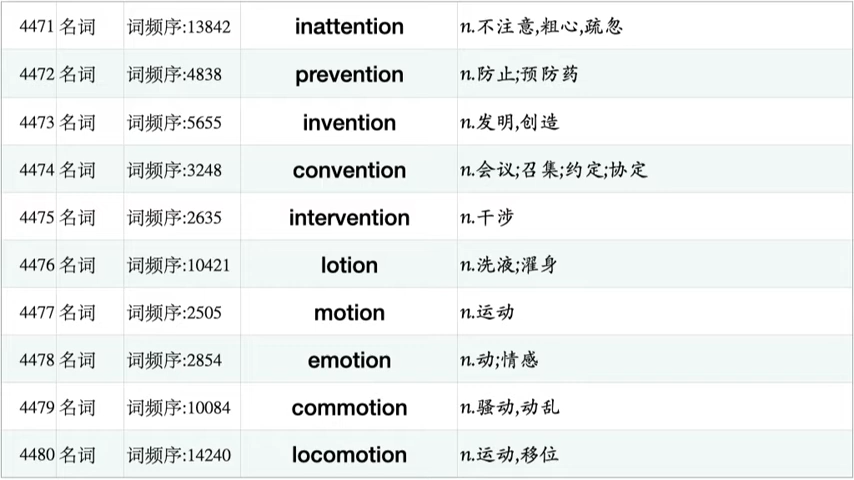 4471 名词 词频序:13842 inattention n.不注意,粗心,疏忽
4472 名词 词频序:4838 prevention n.防止;预防药
4473 名词 词频序:5655 invention n.发明,创造
4474 名词 词频序:3248 convention n.会议;召集;约定;协定
4475 名词 词频序:2635 intervention n.干涉
4476 名词 词频序:10421 lotion n.洗液;濯身
4477 名词 词频序:2505 motion n.运动
4478 名词 词频序:2854 emotion n.动;情感
4479 名词 词频序:10084 commotion n.骚动,动乱
4480 名词 词频序:14240 locomotion n.运动,移位